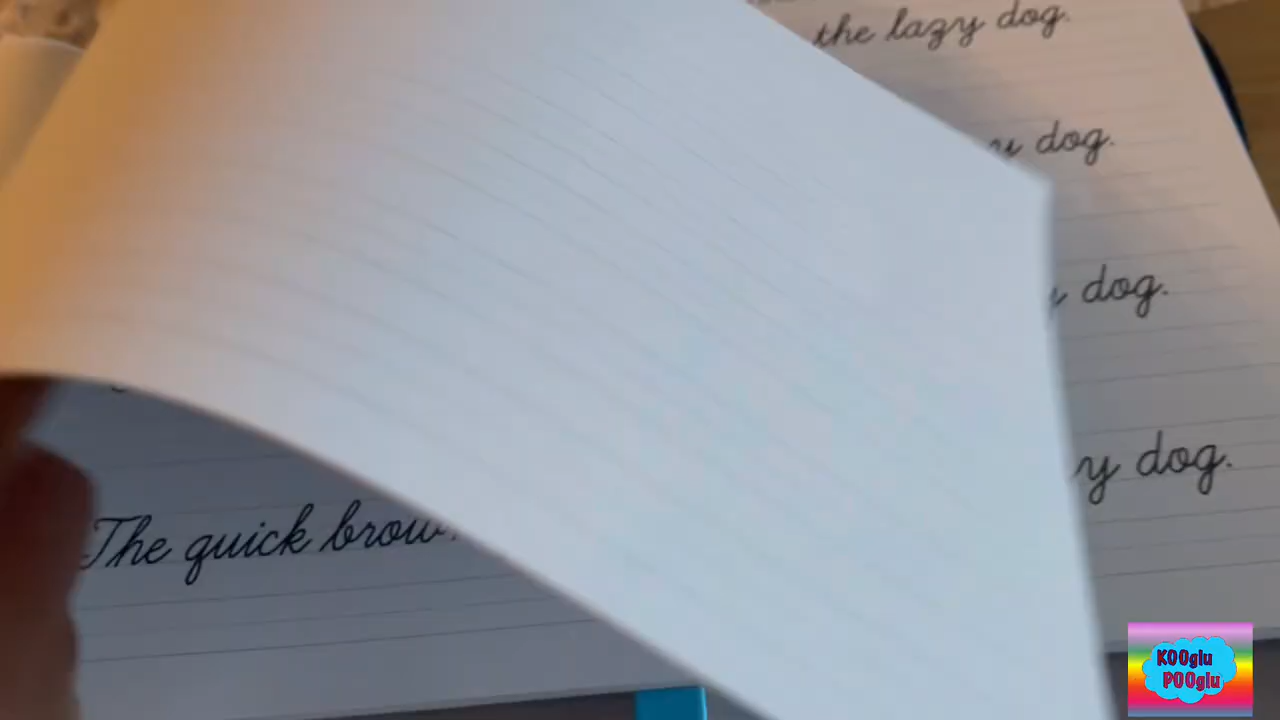 the lazy dog.
dog.
dog.
y dog.
The quick brow
KOOglu
POOglu